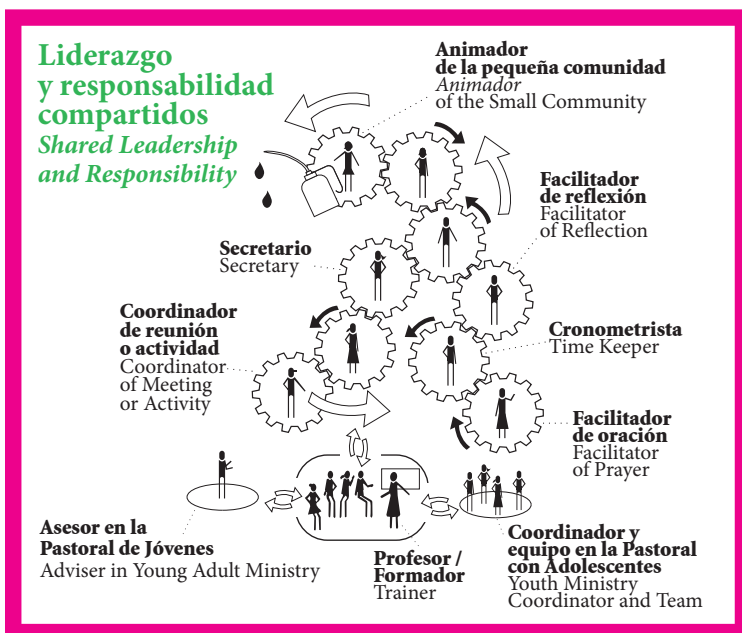 Liderazgo
y responsabilidad
compartidos
Shared Leadership
and Responsibility
Animador
de la pequeña comunidad
Animador
of the Small Community
Facilitador
de reflexión
Facilitator
of Reflection
Secretario
Secretary
Coordinador
de reunión
o actividad
Coordinator
of Meeting
or Activity
Cronometrista
Time Keeper
Facilitador
de oración
Facilitator
of Prayer
Asesor en la
Pastoral de Jóvenes
Adviser in Young Adult Ministry
Profesor /
Formador
Trainer
Coordinador y
equipo en la Pastoral
con Adolescentes
Youth Ministry
Coordinator and Team